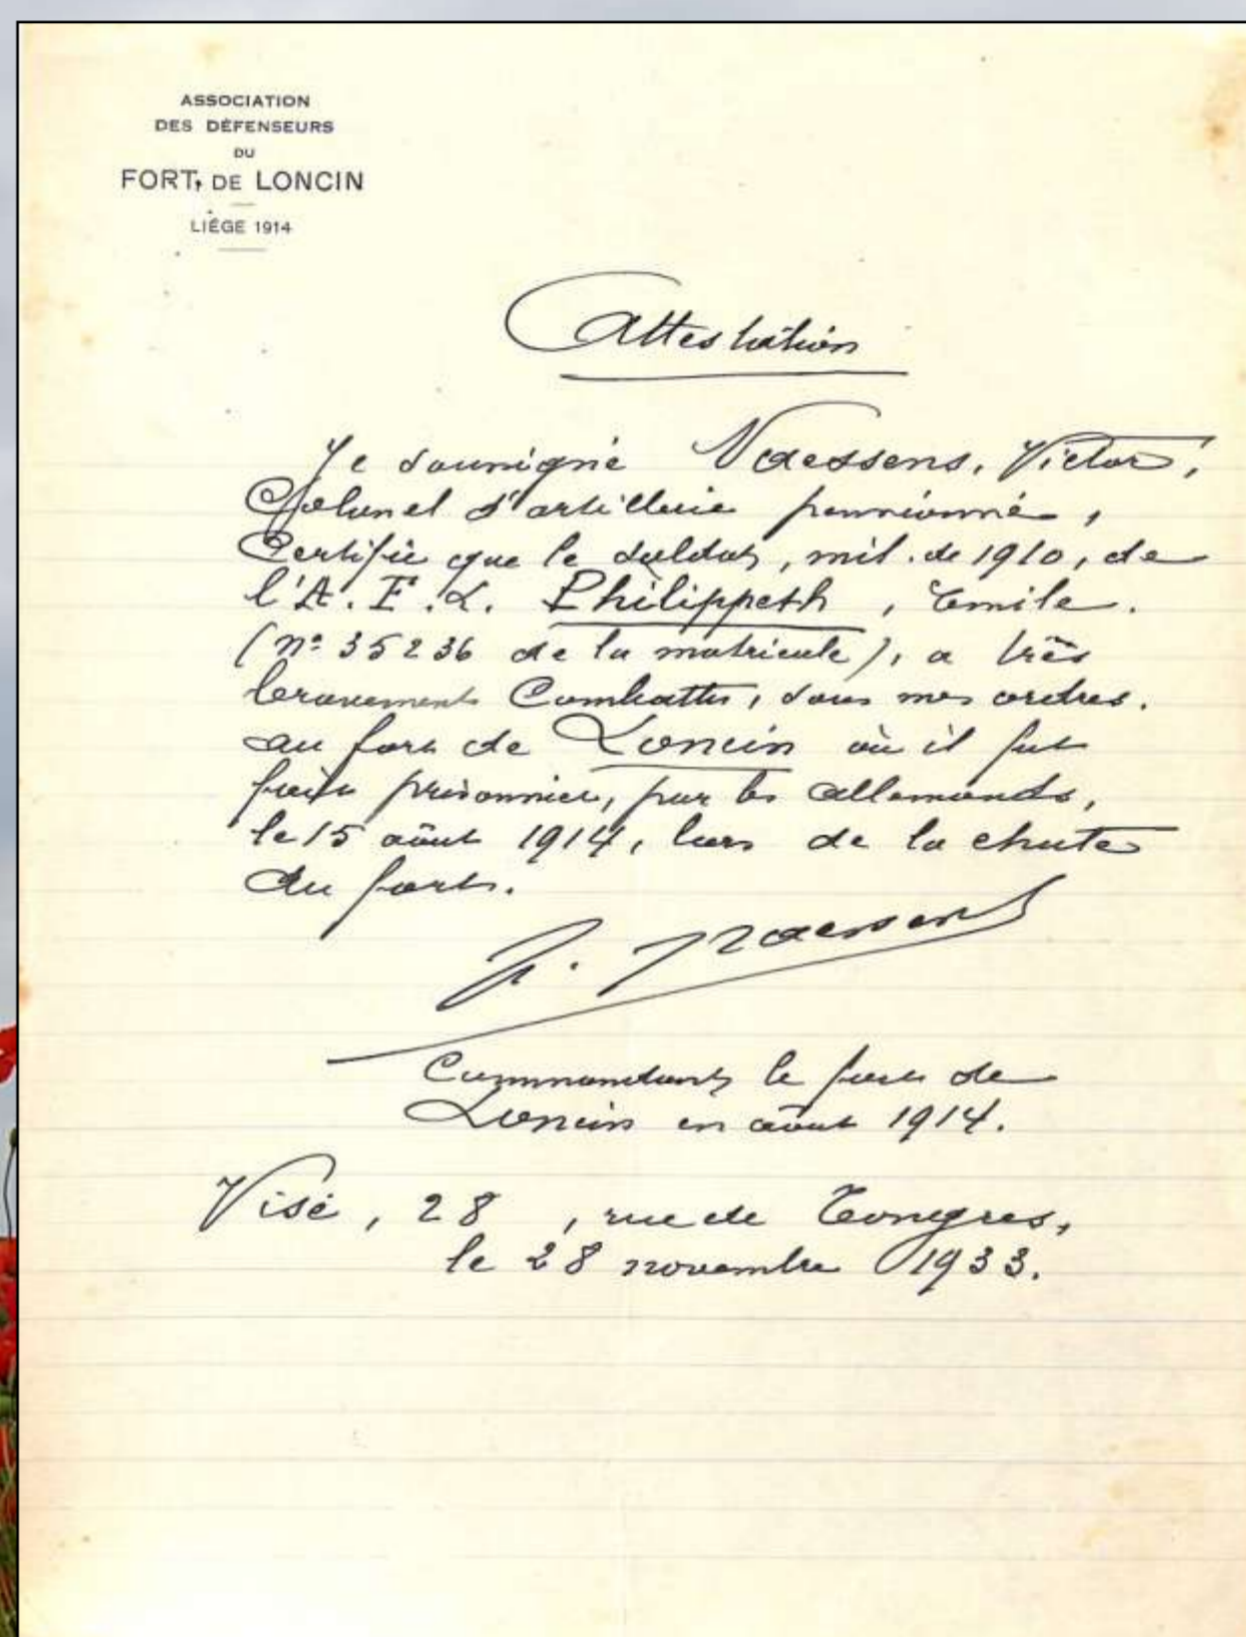 ASSOCIATION
DES DÉFENSEURS
DU
FORT DE LONCIN
LIÉGE 1914
Attestation
Je soussigné Naessens, Victor,
Colonel d'artillerie pensionné,
Certifie que le soldat, mil. de 1910, de
l'A. F. L. Philippeth, Emile.
(n° 35236 de la matricule), a très
bravement Combattu, sous mes ordres.
au fort de Loncin où il fut
fait prisonnier, par les allemands,
le 15 août 1914, lors de la chute
du fort.
V. Naessens
Commandant le fort de
Loncin en août 1914.
Visé, 28, rue de Tongres,
le 28 novembre 1933.